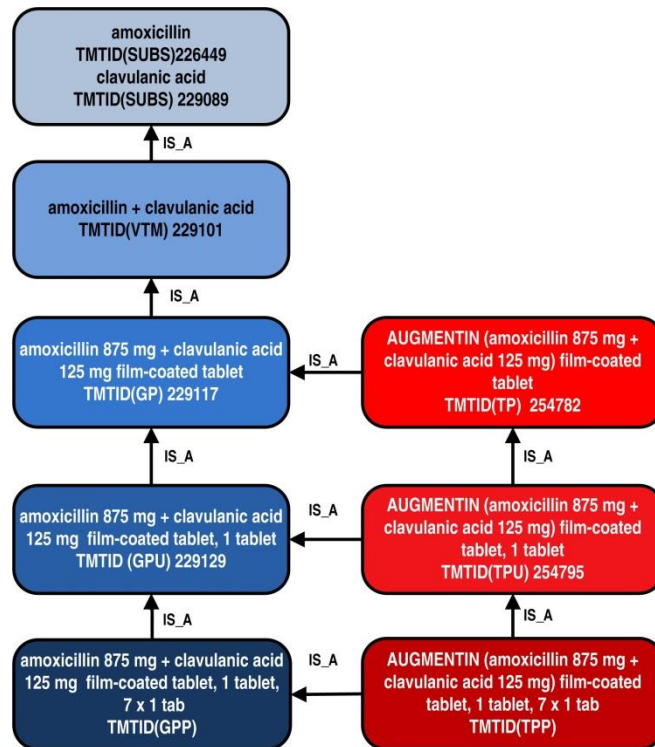 amoxicillin
TMTID(SUBS)226449
clavulanic acid
TMTID(SUBS) 229089
IS_A
amoxicillin + clavulanic acid
TMTID(VTM) 229101
IS_A
amoxicillin 875 mg + clavulanic acid
125 mg film-coated tablet
TMTID(GP) 229117
IS_A
AUGMENTIN (amoxicillin 875 mg +
clavulanic acid 125 mg) film-coated
tablet
TMTID(TP) 254782
IS_A
IS_A
amoxicillin 875 mg + clavulanic acid
125 mg film-coated tablet, 1 tablet
TMTID (GPU) 229129
IS_A
AUGMENTIN (amoxicillin 875 mg +
clavulanic acid 125 mg) film-coated
tablet, 1 tablet
TMTID(TPU) 254795
IS_A
IS_A
amoxicillin 875 mg + clavulanic acid
125 mg film-coated tablet, 1 tablet,
7 x 1 tab
TMTID(GPP)
IS_A
AUGMENTIN (amoxicillin 875 mg +
clavulanic acid 125 mg) film-coated
tablet, 1 tablet, 7 x 1 tab
TMTID(TPP)